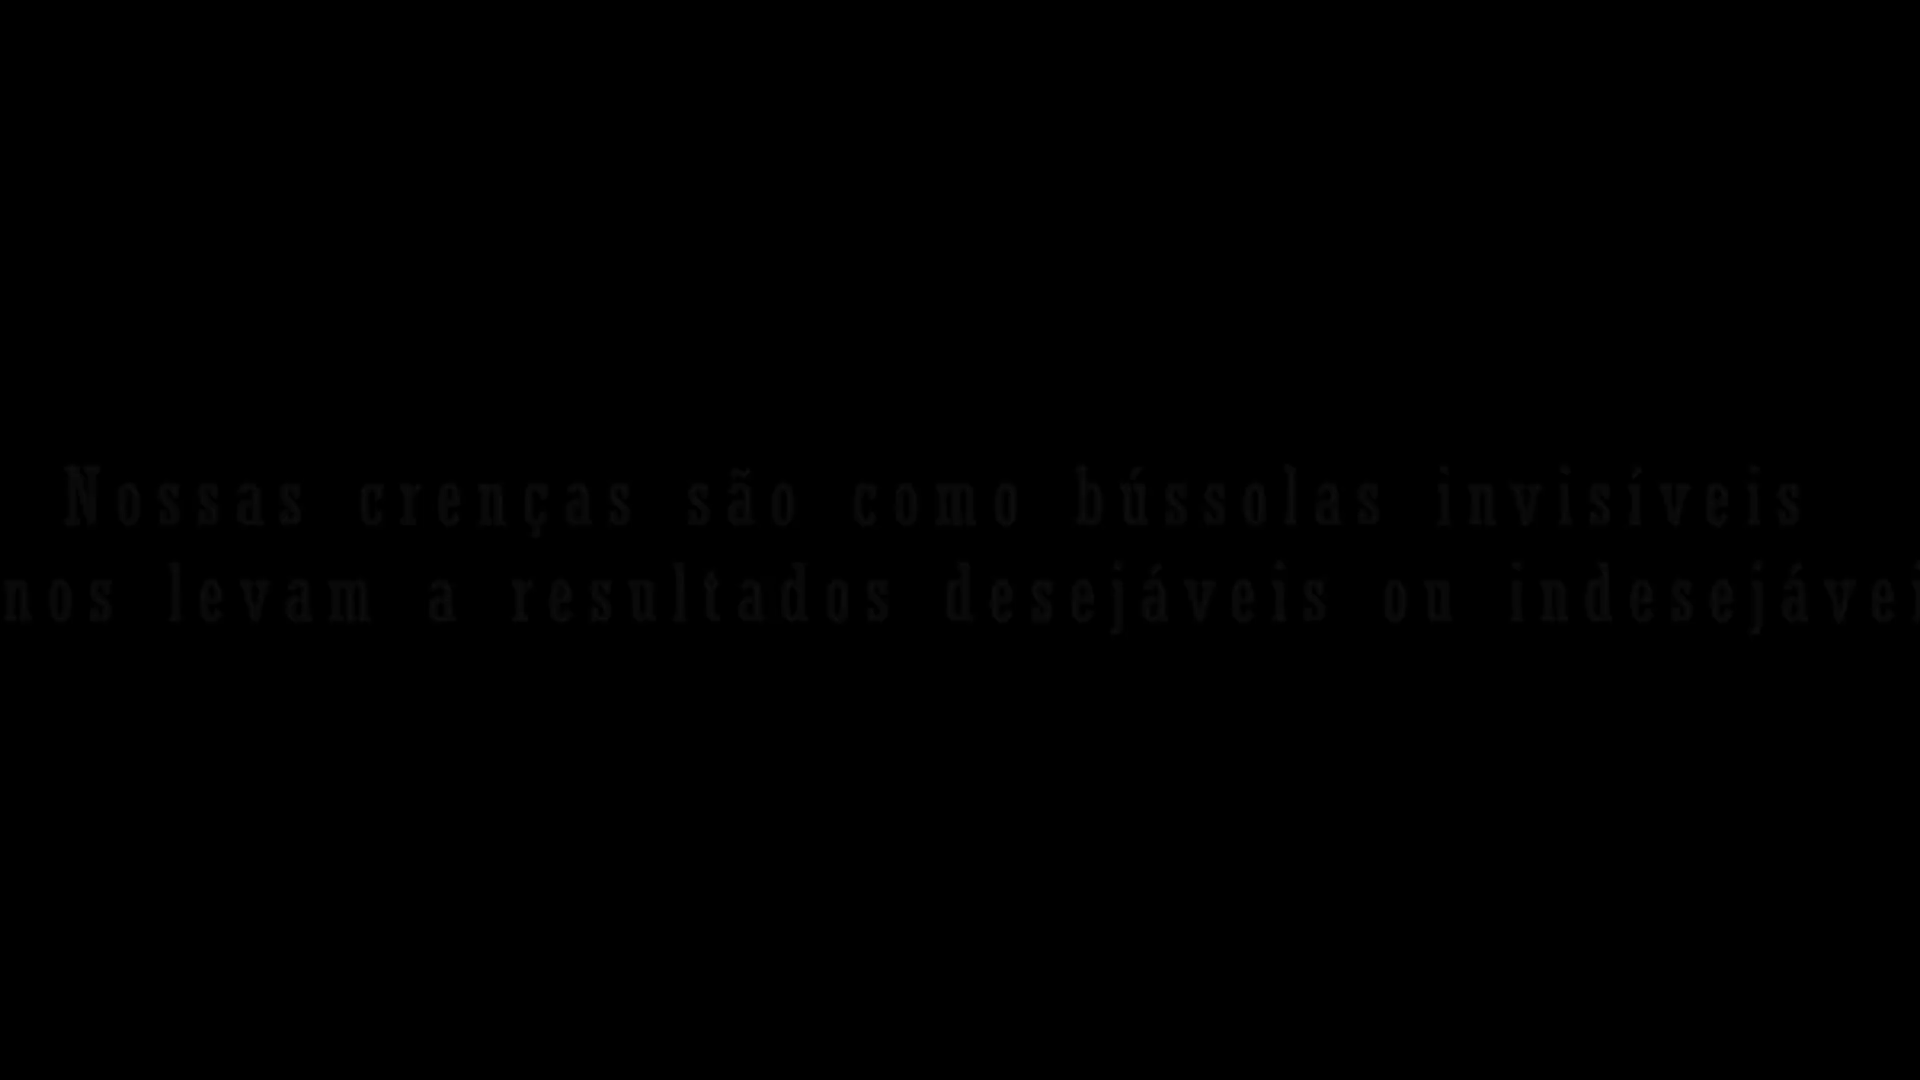 Nossas crenças são como bússolas invisíveis
nos levam a resultados desejáveis ou indesejávei